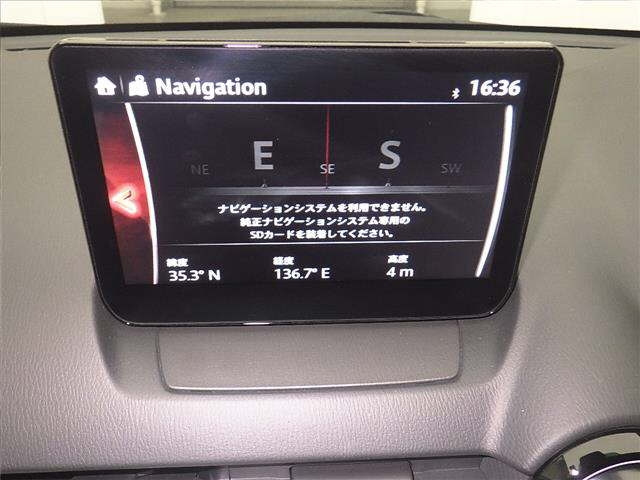 Navigation
16:36
NE E SE S SW
ナビゲーションシステムを利用できません。
純正ナビゲーションシステム専用の
SDカードを装着してください。
緯度 経度 高度
35.3° N 136.7° E 4 m